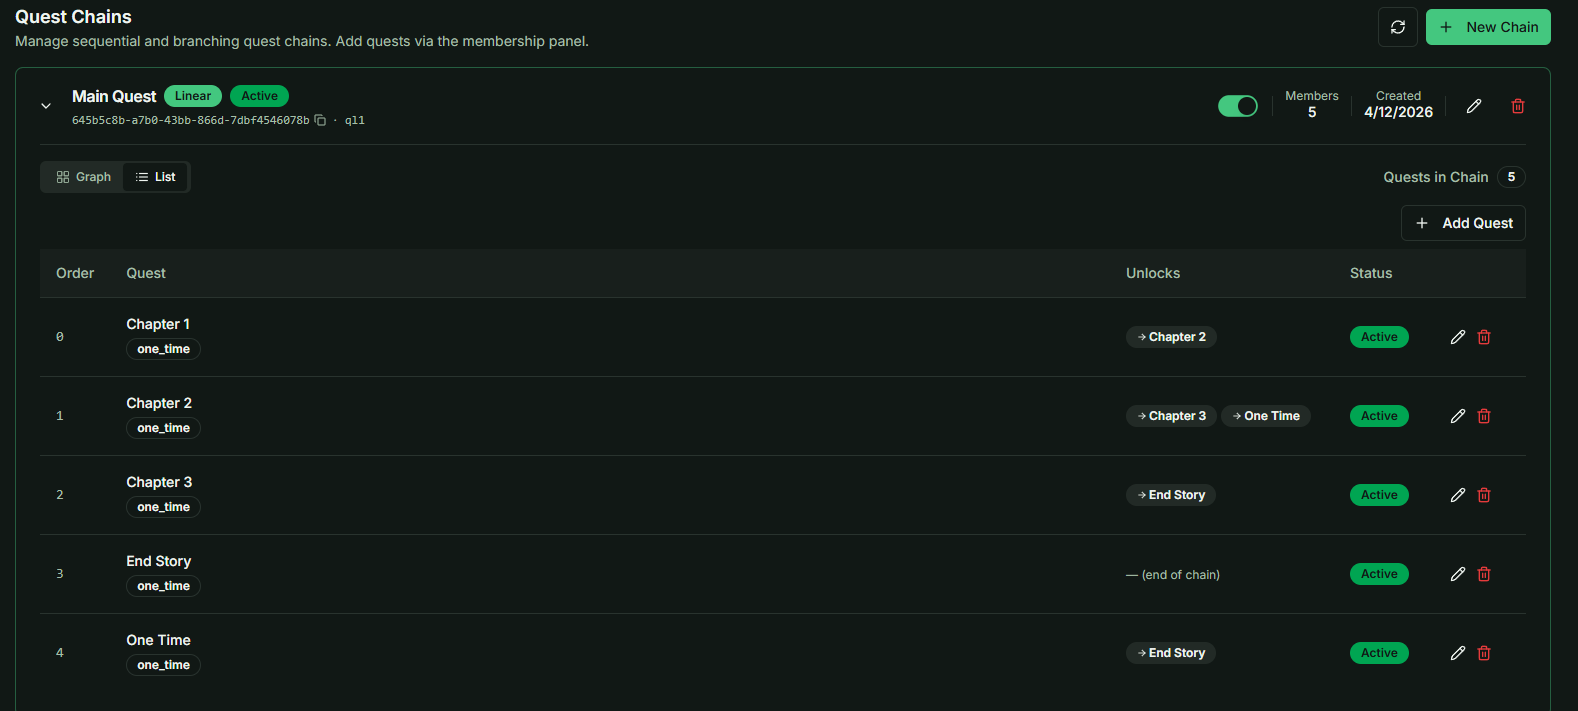 Quest Chains
Manage sequential and branching quest chains. Add quests via the membership panel.
New Chain
Main Quest Linear Active
645b5c8b-a7b0-43bb-866d-7dbf4546078b · ql1
Members
5
Created
4/12/2026
Graph List
Quests in Chain 5
+ Add Quest
Order Quest Unlocks Status
0
Chapter 1
one_time
→ Chapter 2
Active
1
Chapter 2
one_time
→ Chapter 3 → One Time
Active
2
Chapter 3
one_time
→ End Story
Active
3
End Story
one_time
— (end of chain)
Active
4
One Time
one_time
→ End Story
Active